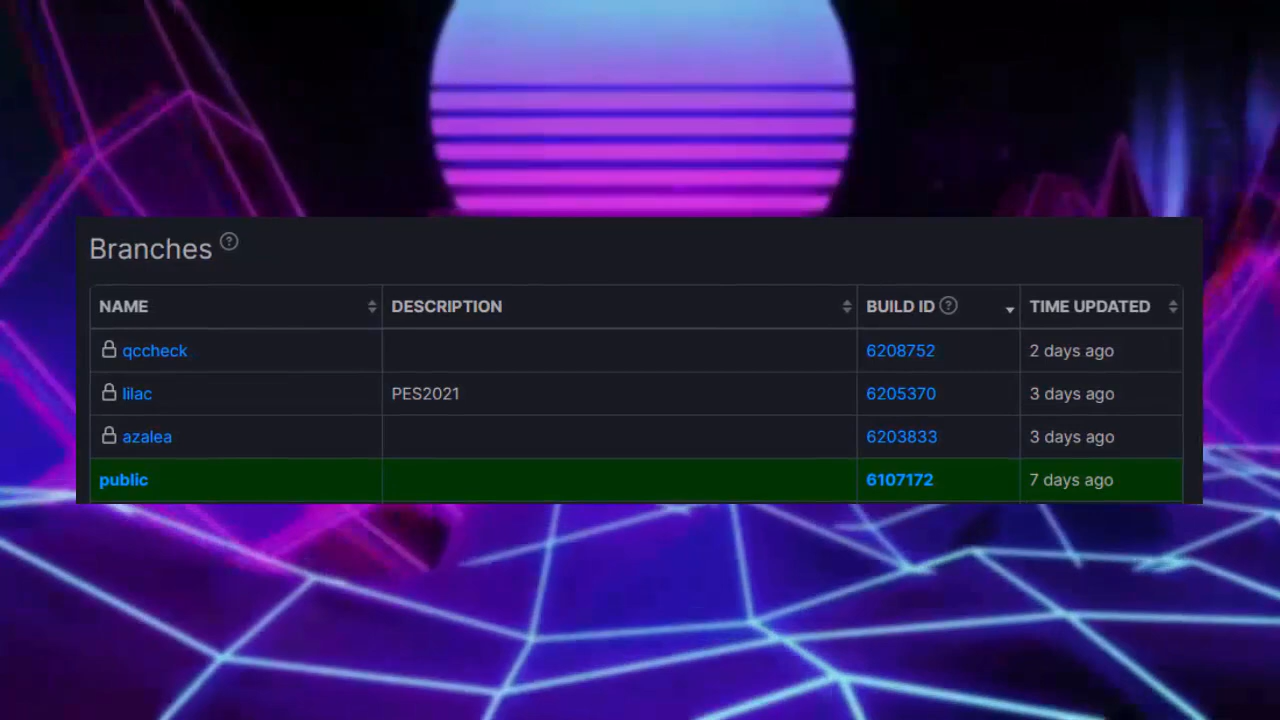 Branches ?
NAME DESCRIPTION BUILD ID ? TIME UPDATED
qccheck 6208752 2 days ago
lilac PES2021 6205370 3 days ago
azalea 6203833 3 days ago
public 6107172 7 days ago